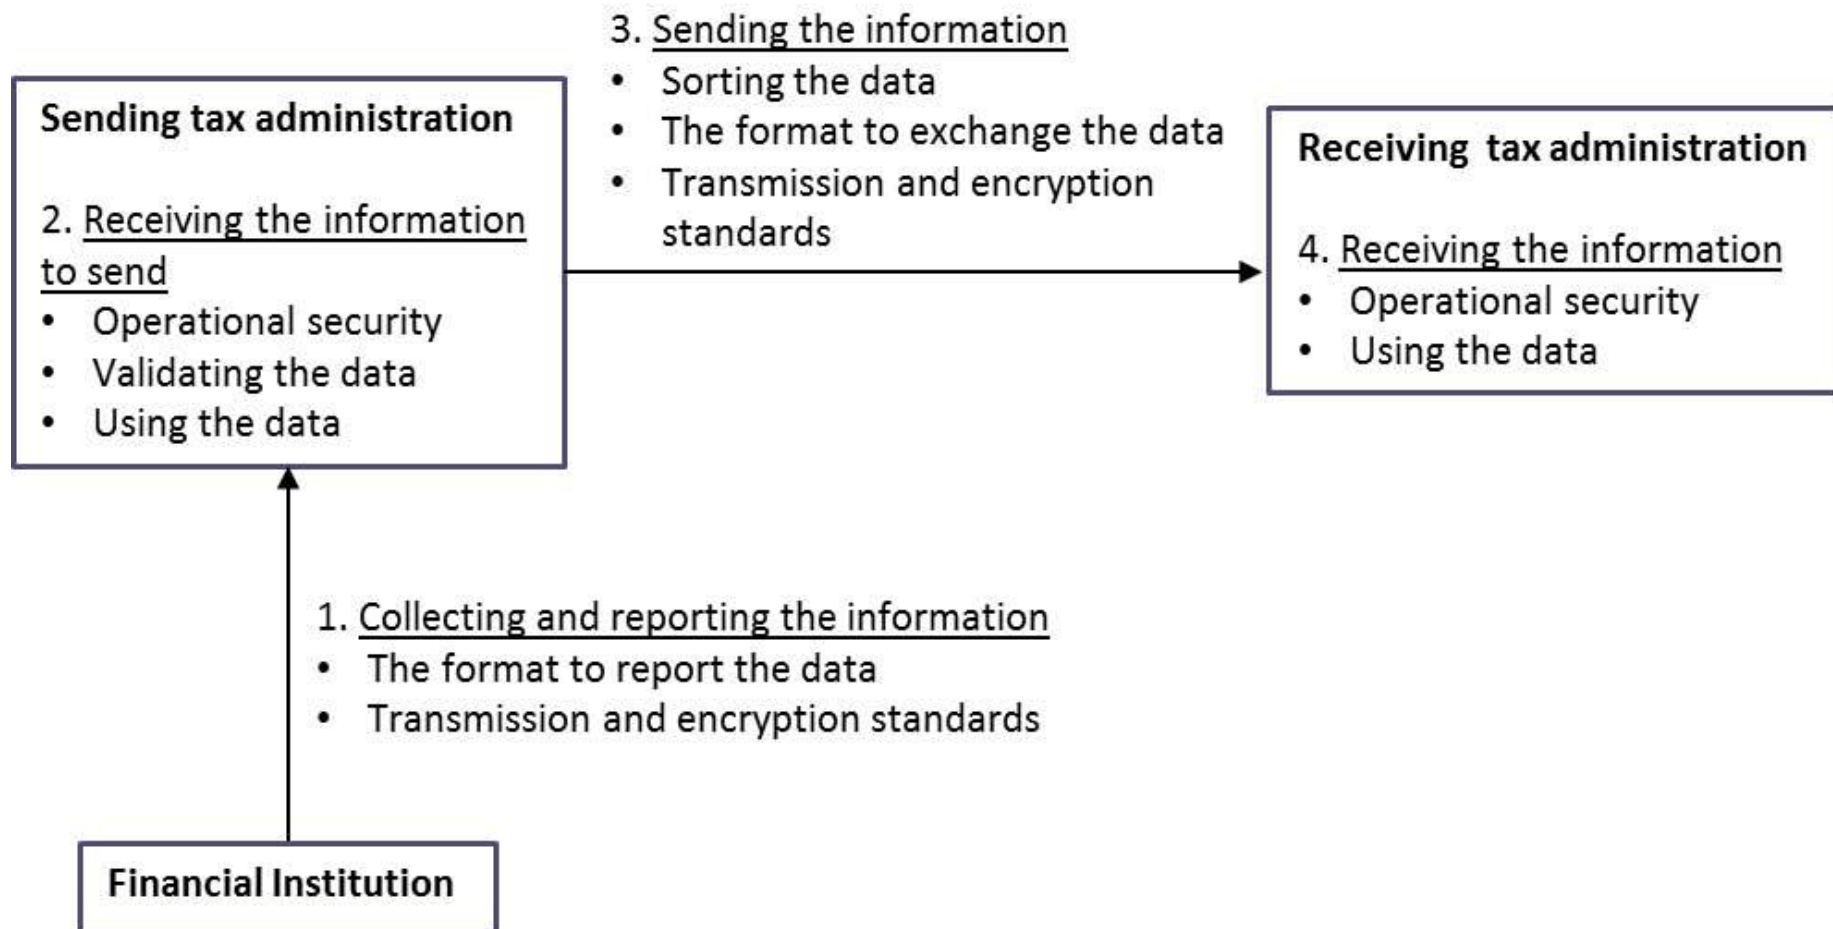 3. Sending the information
• Sorting the data
• The format to exchange the data
• Transmission and encryption
standards
Sending tax administration
2. Receiving the information
to send
• Operational security
• Validating the data
• Using the data
Receiving tax administration
4. Receiving the information
• Operational security
• Using the data
1. Collecting and reporting the information
• The format to report the data
• Transmission and encryption standards
Financial Institution